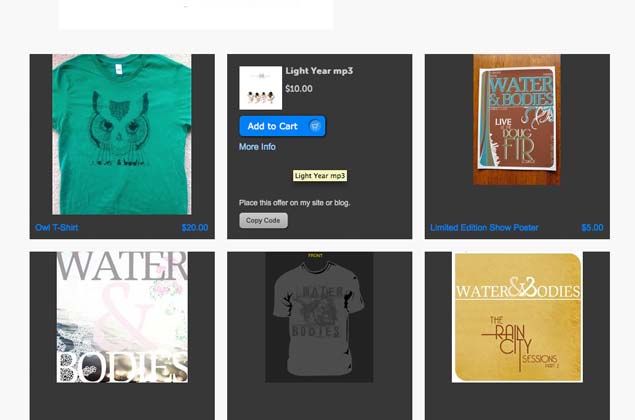 Light Year mp3
$10.00
Add to Cart
More Info
Light Year mp3
Place this offer on my site or blog.
Copy Code
WATER
& BODIES
LIVE
DOUG
FIR
Owl T-Shirt $20.00
Limited Edition Show Poster $5.00
WATER
&
BODIES
FRONT
WATER
BODIES
WATER&BODIES
THE
RAIN
CITY
SESSIONS
PART 2